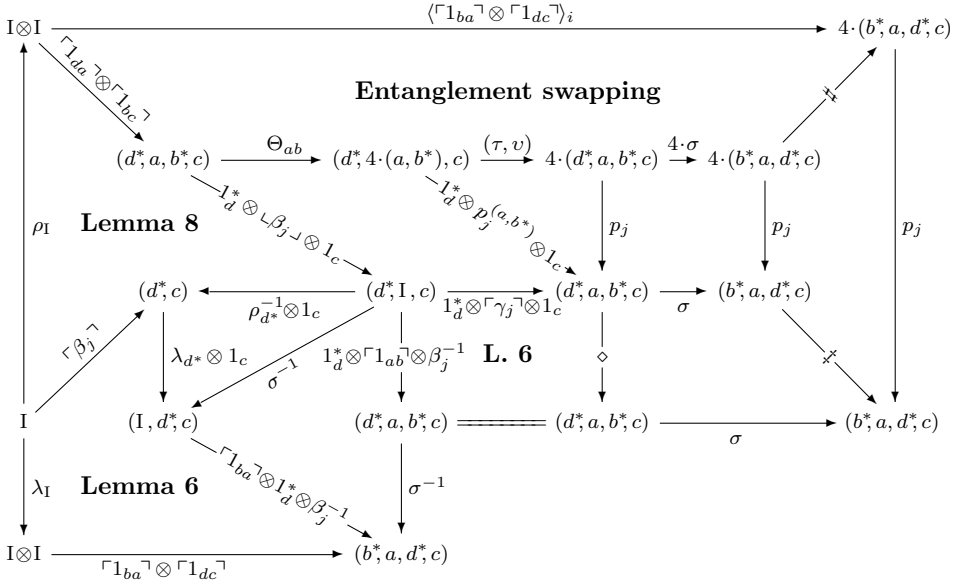 ⟨⌜1_{ba}⌝ ⊗ ⌜1_{dc}⌝⟩_i
I⊗I 4·(b*, a, d*, c)
⌜1_{da}⌝ ⊗ ⌜1_{bc}⌝
Entanglement swapping ‡‡
Θ_{ab} (τ, υ) 4·σ
(d*, a, b*, c) (d*, 4·(a, b*), c) 4·(d*, a, b*, c) 4·(b*, a, d*, c)
1_d^* ⊗ ⌞β_j⌟ ⊗ 1_c 1_d^* ⊗ p_j^{(a,b*)} ⊗ 1_c
ρ_I Lemma 8 p_j p_j p_j
(d*, c) (d*, I, c) (d*, a, b*, c) (b*, a, d*, c)
ρ_{d*}^{-1} ⊗ 1_c 1_d^* ⊗ ⌜γ_j⌝ ⊗ 1_c σ
⌜β_j⌝ λ_{d*} ⊗ 1_c σ^{-1} 1_d^* ⊗ ⌜1_{ab}⌝ ⊗ β_j^{-1} L. 6 ⋄ ‡
I (I, d*, c) (d*, a, b*, c) (d*, a, b*, c) (b*, a, d*, c)
σ
λ_I Lemma 6 ⌜1_{ba}⌝ ⊗ 1_d^* ⊗ β_j^{-1} σ^{-1}
I⊗I (b*, a, d*, c)
⌜1_{ba}⌝ ⊗ ⌜1_{dc}⌝